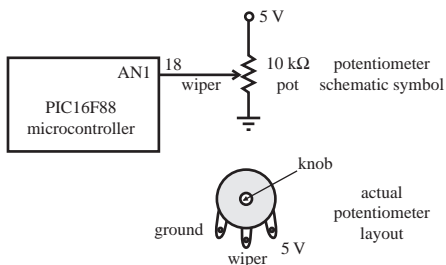 5 V
AN1
18
wiper
10 kΩ
pot
potentiometer
schematic symbol
PIC16F88
microcontroller
knob
actual
potentiometer
layout
ground
wiper
5 V